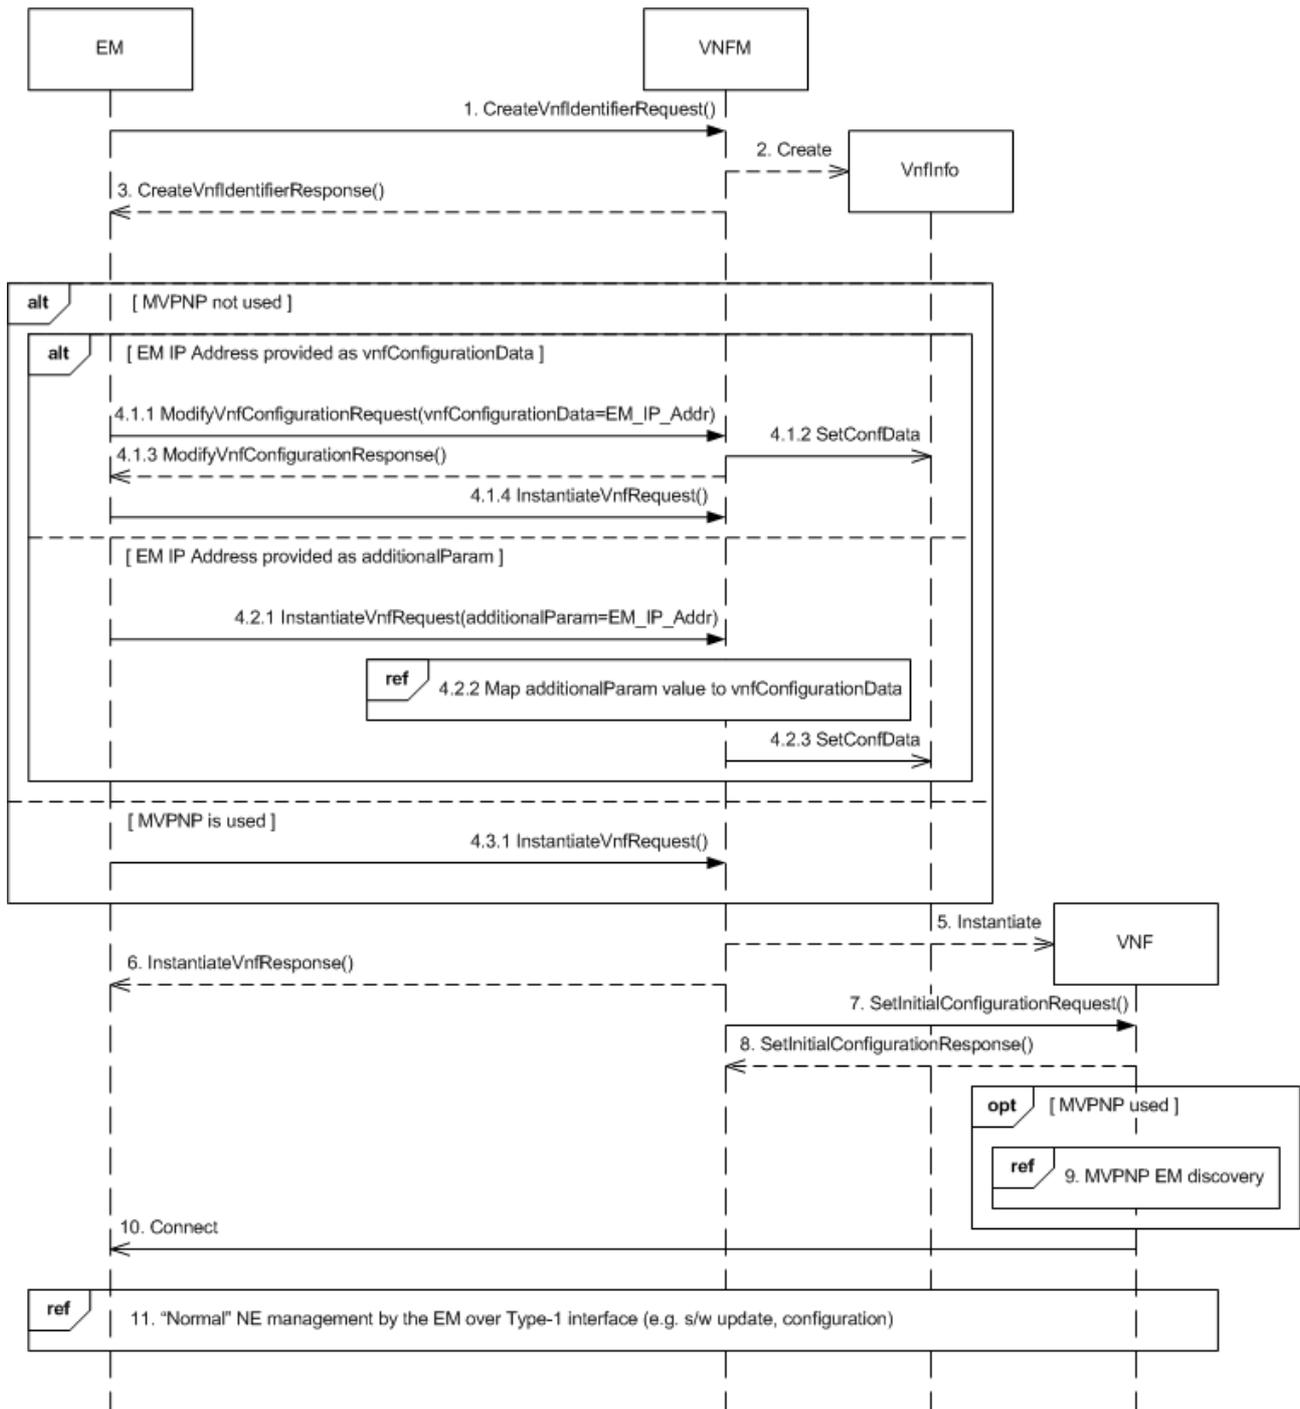 EM
VNFM
1. CreateVnfIdentifierRequest()
2. Create
VnfInfo
3. CreateVnfIdentifierResponse()
alt
[ MVPNP not used ]
alt
[ EM IP Address provided as vnfConfigurationData ]
4.1.1 ModifyVnfConfigurationRequest(vnfConfigurationData=EM_IP_Addr)
4.1.2 SetConfData
4.1.3 ModifyVnfConfigurationResponse()
4.1.4 InstantiateVnfRequest()
[ EM IP Address provided as additionalParam ]
4.2.1 InstantiateVnfRequest(additionalParam=EM_IP_Addr)
ref
4.2.2 Map additionalParam value to vnfConfigurationData
4.2.3 SetConfData
[ MVPNP is used ]
4.3.1 InstantiateVnfRequest()
5. Instantiate
VNF
6. InstantiateVnfResponse()
7. SetInitialConfigurationRequest()
8. SetInitialConfigurationResponse()
opt
[ MVPNP used ]
ref
9. MVPNP EM discovery
10. Connect
ref
11. “Normal” NE management by the EM over Type-1 interface (e.g. s/w update, configuration)